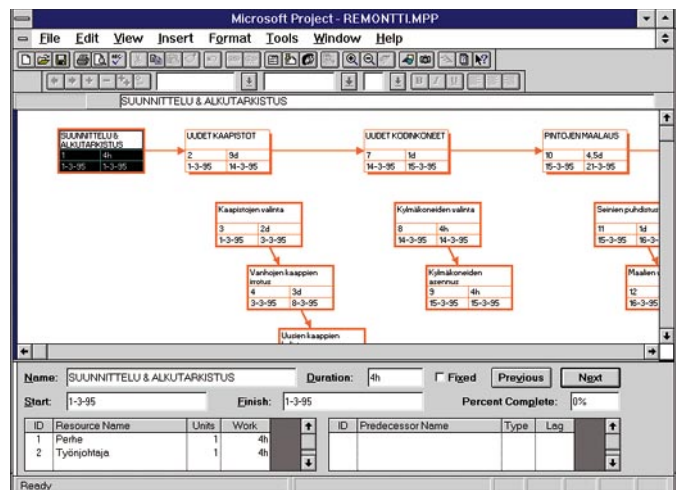 Microsoft Project - REMONTTI.MPP
File Edit View Insert Format Tools Window Help
B I U
SUUNNITTELU & ALKUTARKISTUS
SUUNNITTELU & ALKUTARKISTUS
1 4h
1-3-95 1-3-95
UUDET KAAPISTOT
2 9d
1-3-95 14-3-95
UUDET KODINKONEET
7 1d
14-3-95 15-3-95
PINTOJEN MAALAUS
10 4,5d
15-3-95 21-3-95
Kaapistojen valinta
3 2d
1-3-95 3-3-95
Kylmäkoneiden valinta
8 4h
14-3-95 14-3-95
Seinien puhdistus
11 1d
15-3-95 16-3-
Vanhojen kaappien
irrotus
4 3d
3-3-95 8-3-95
Kylmäkoneiden
asennus
9 4h
15-3-95 15-3-95
Maalien
12
16-3-95
Uusien kaappien
Name: SUUNNITTELU & ALKUTARKISTUS Duration: 4h Fixed Previous Next
Start: 1-3-95 Finish: 1-3-95 Percent Complete: 0%
ID Resource Name Units Work ID Predecessor Name Type Lag
1 Perhe 1 4h
2 Työnjohtaja 1 4h
Ready